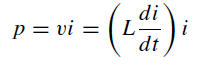 p = vi = ( L di/dt ) i